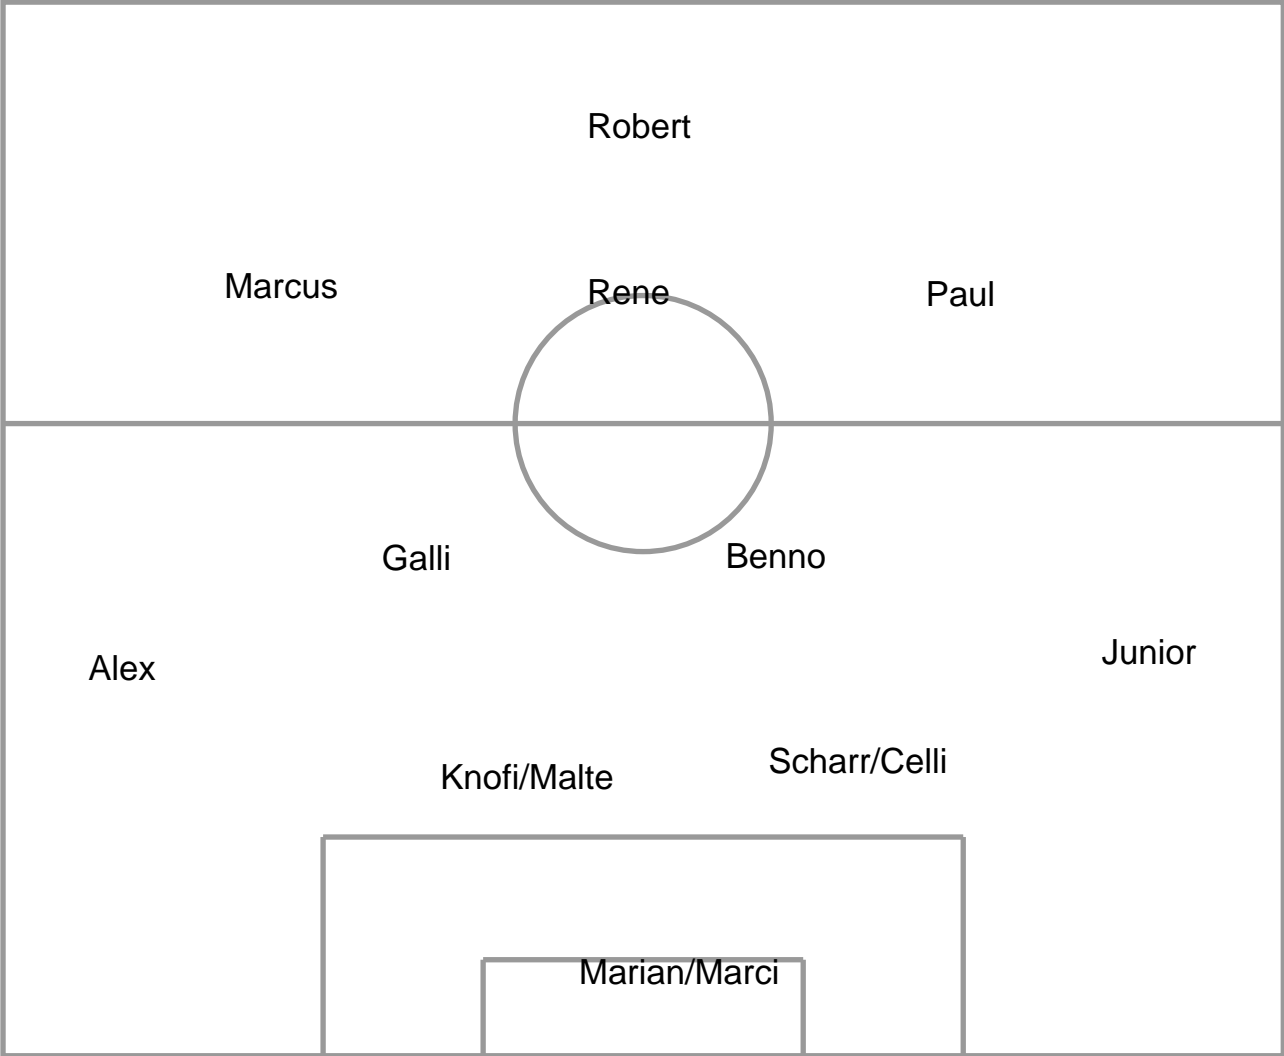 Robert
Marcus
Rene
Paul
Galli
Benno
Alex
Junior
Knofi/Malte
Scharr/Celli
Marian/Marci